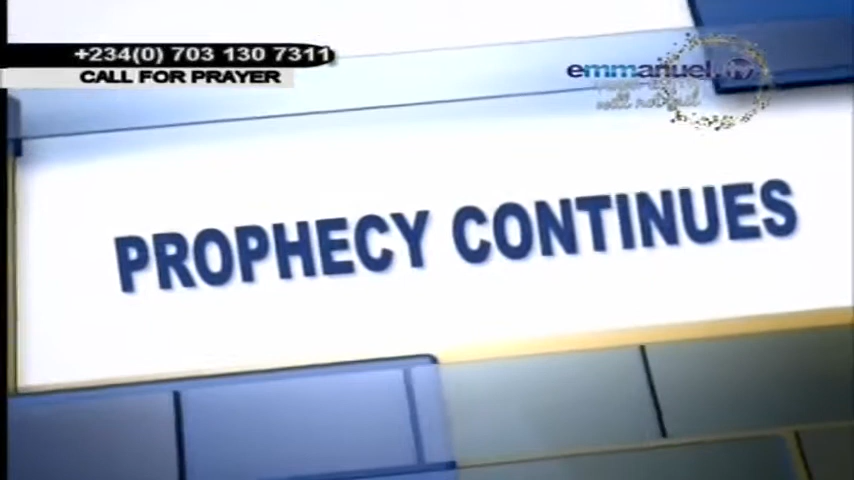 +234(0) 703 130 7311
CALL FOR PRAYER
emmanuel.tv
PROPHECY CONTINUES